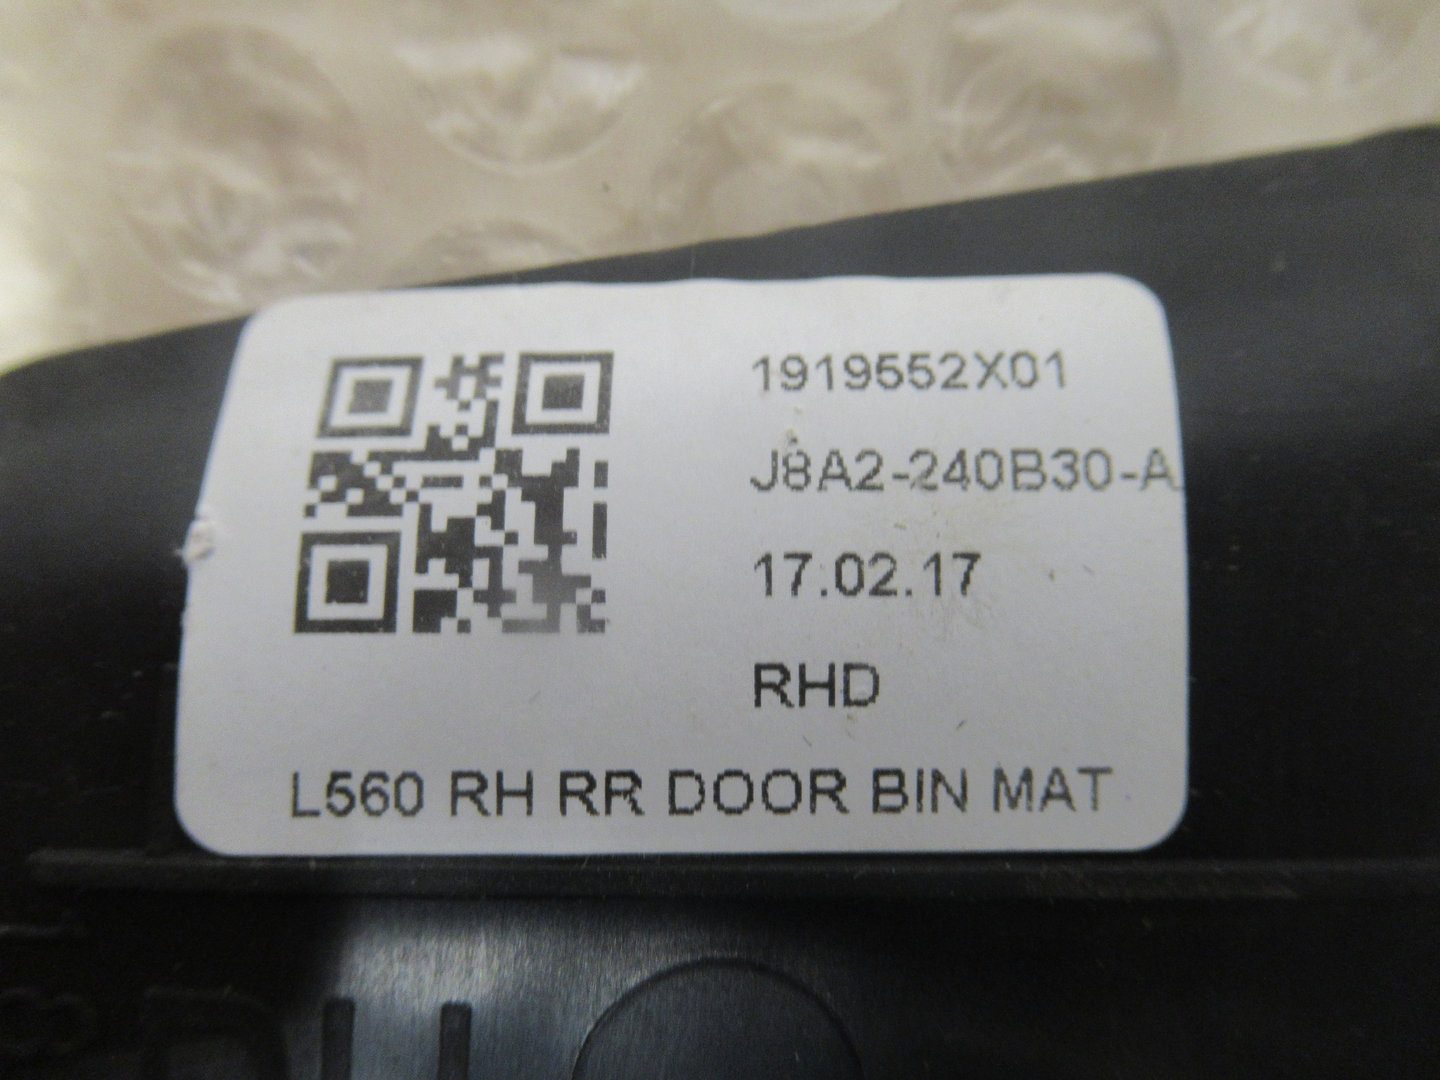 1919552X01
J8A2-240B30-A
17.02.17
RHD
L560 RH RR DOOR BIN MAT